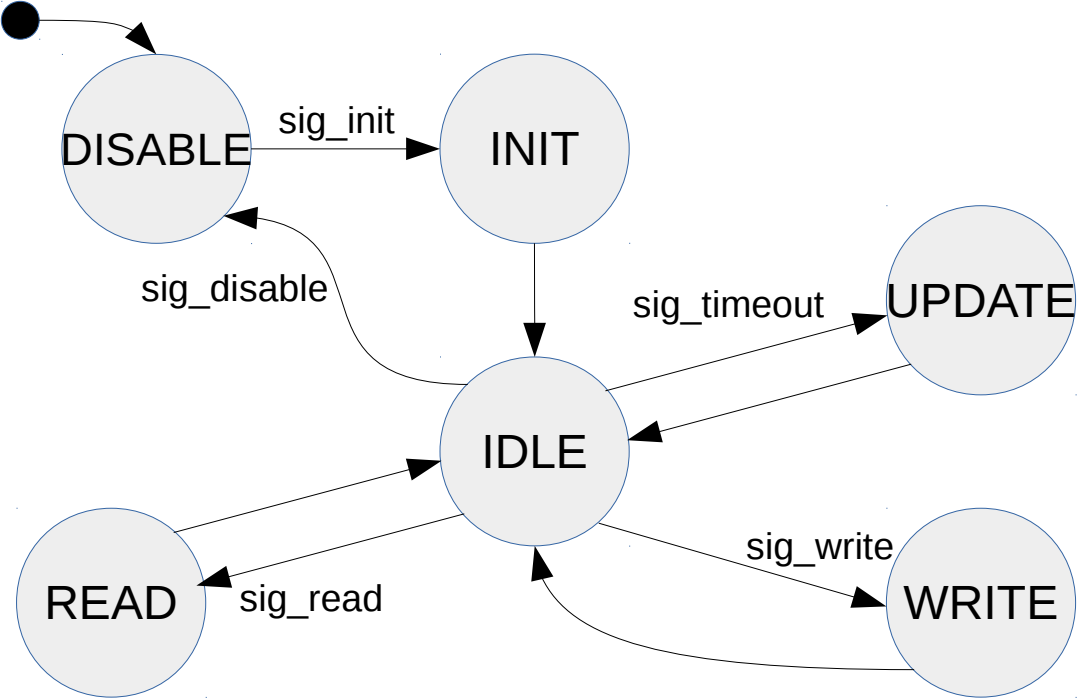 sig_init
DISABLE
INIT
sig_disable
sig_timeout
UPDATE
IDLE
sig_write
sig_read
READ
WRITE